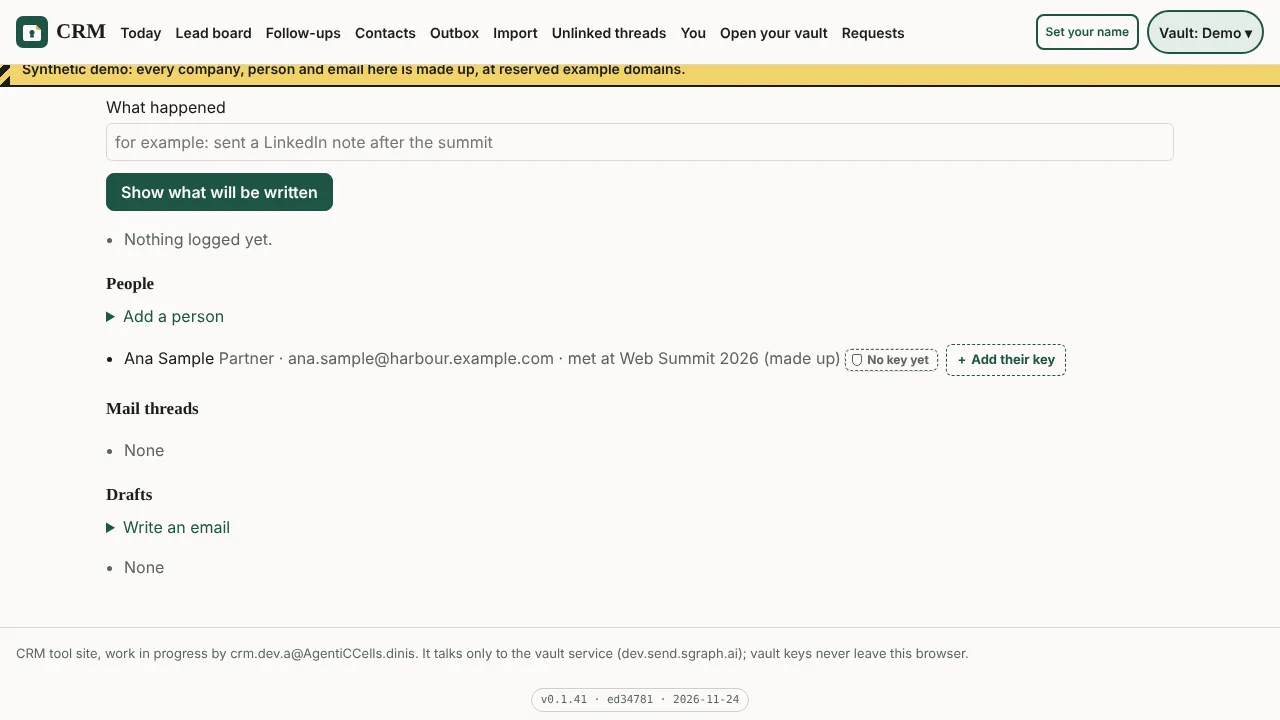 CRM Today Lead board Follow-ups Contacts Outbox Import Unlinked threads You Open your vault Requests Set your name Vault: Demo ▾
Synthetic demo: every company, person and email here is made up, at reserved example domains.
What happened
for example: sent a LinkedIn note after the summit
Show what will be written
Nothing logged yet.
People
Add a person
Ana Sample Partner · ana.sample@harbour.example.com · met at Web Summit 2026 (made up) No key yet + Add their key
Mail threads
None
Drafts
Write an email
None
CRM tool site, work in progress by crm.dev.a@AgentiCCells.dinis. It talks only to the vault service (dev.send.sgraph.ai); vault keys never leave this browser.
v0.1.41 · ed34781 · 2026-11-24